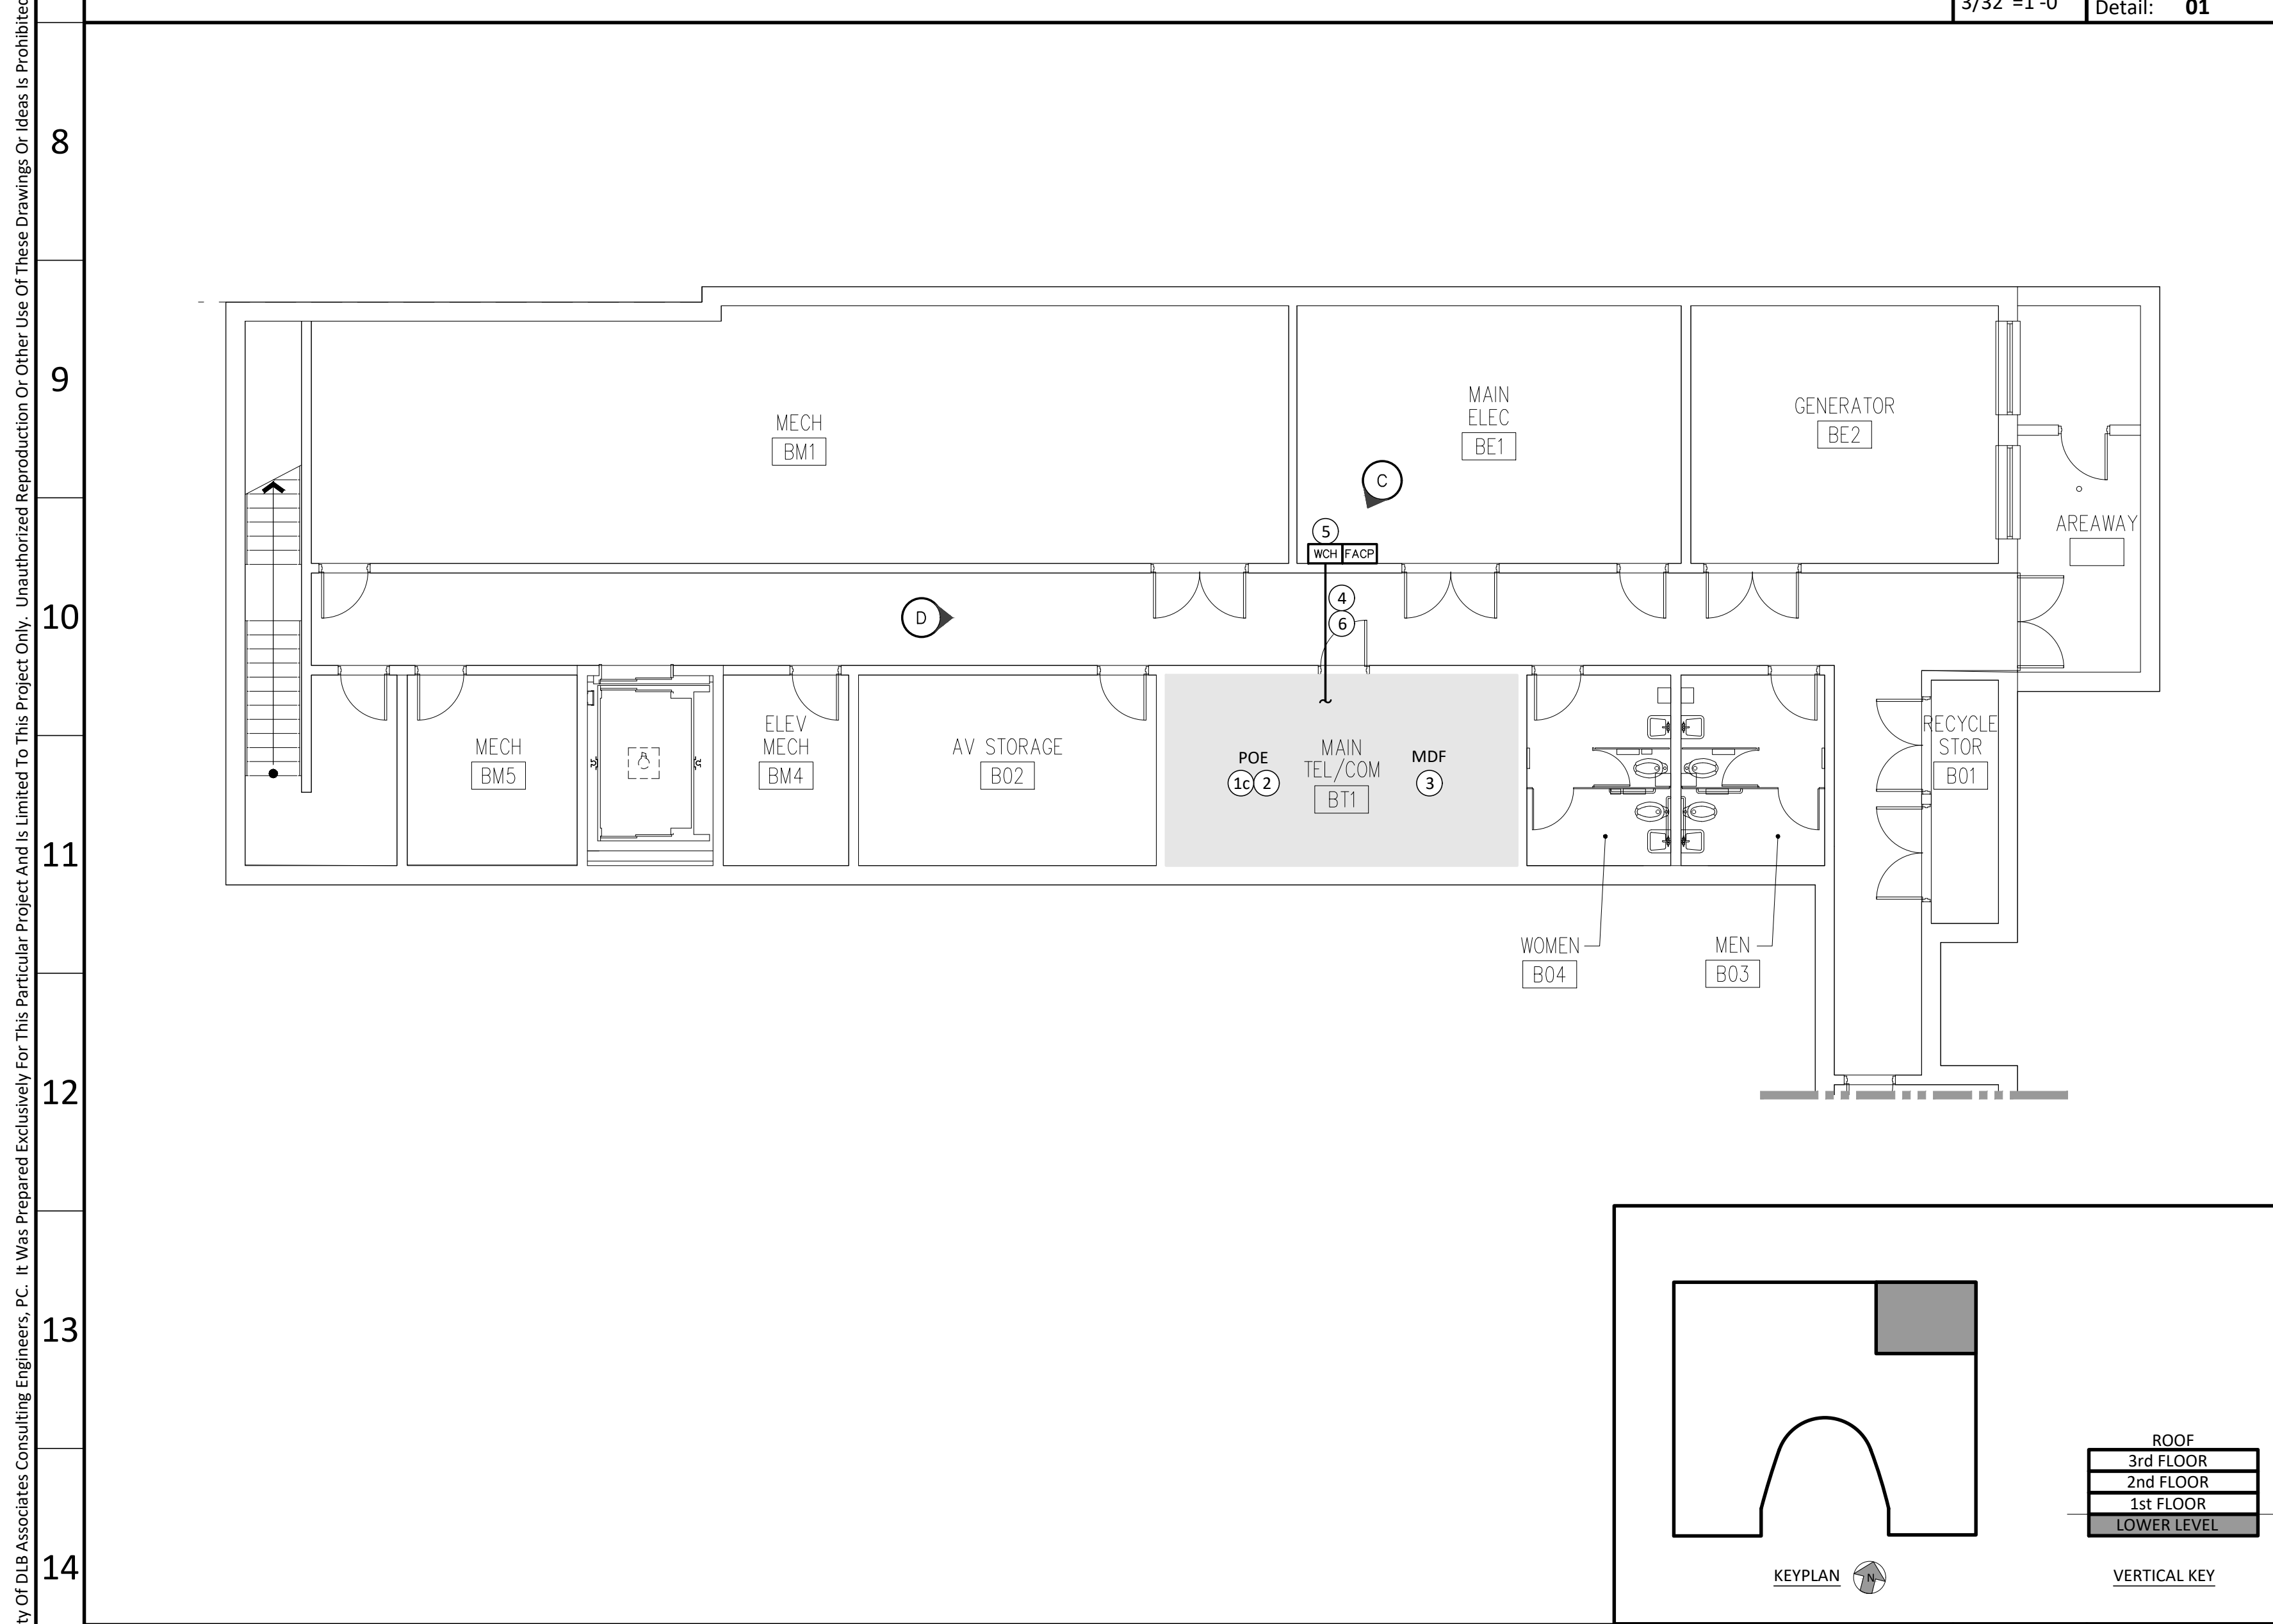 3/32"=1'-0"
Detail: 01
ty Of DLB Associates Consulting Engineers, PC. It Was Prepared Exclusively For This Particular Project And Is Limited To This Project Only. Unauthorized Reproduction Or Other Use Of These Drawings Or Ideas Is Prohibited
8
9
10
11
12
13
14
MECH
BM1
MAIN
ELEC
BE1
GENERATOR
BE2
C
5
WCH
FACP
AREAWAY
D
4
6
MECH
BM5
ELEV
MECH
BM4
AV STORAGE
B02
POE
1c
2
MAIN
TEL/COM
BT1
MDF
3
RECYCLE
STOR
B01
WOMEN
B04
MEN
B03
KEYPLAN
N
ROOF
3rd FLOOR
2nd FLOOR
1st FLOOR
LOWER LEVEL
VERTICAL KEY